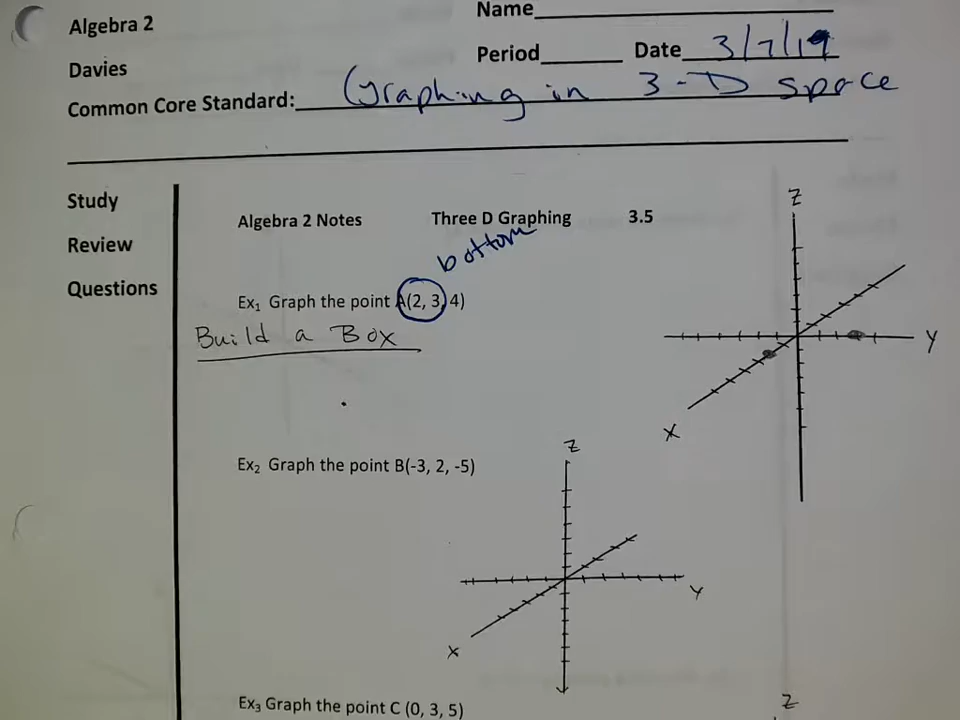 Algebra 2
Name
Davies
Period Date 3/7/19
Common Core Standard: Graphing in 3-D space
Study
Review
Questions
Algebra 2 Notes Three D Graphing 3.5
bottom
Ex1 Graph the point A(2, 3, 4)
Build a Box
Z
Y
X
Ex2 Graph the point B(-3, 2, -5)
Z
Y
X
Ex3 Graph the point C (0, 3, 5)
Z